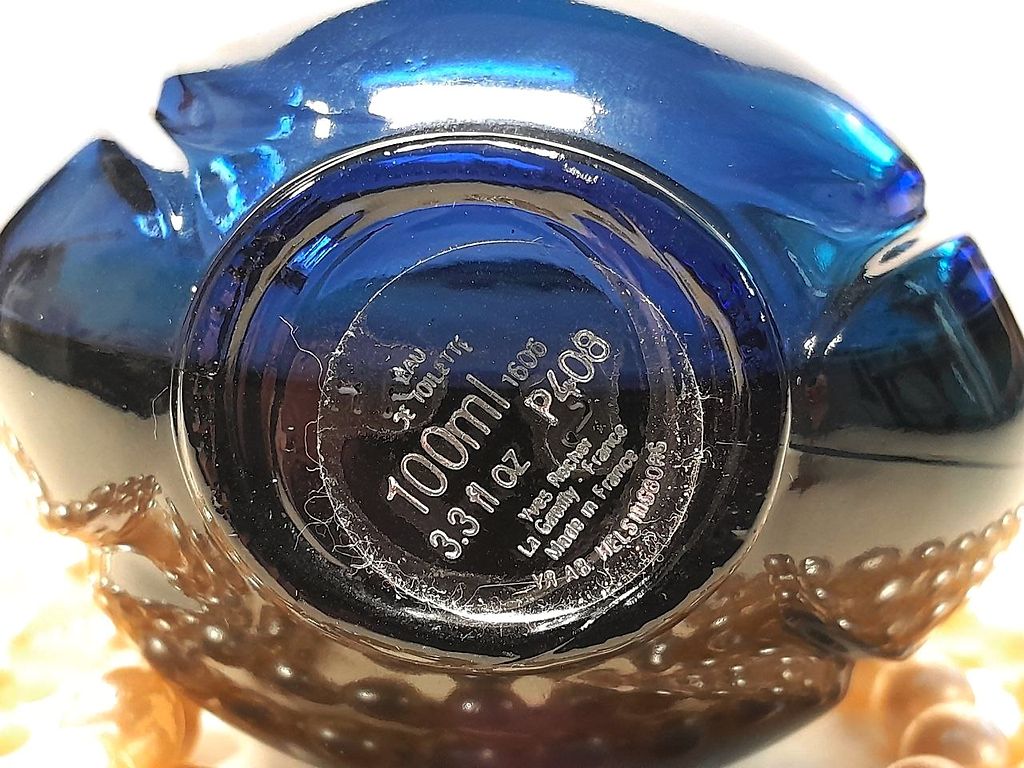 EAU
DE TOILETTE
100ml 1606
3.3 fl oz P408
Yves Rocher
La Gacilly . France
Made in France